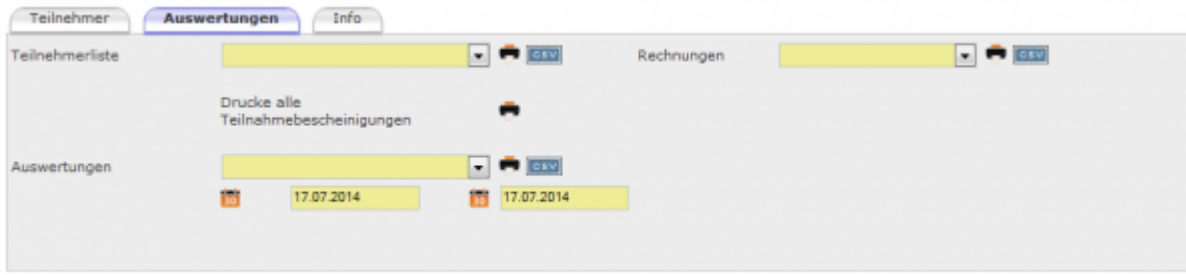 Teilnehmer Auswertungen Info
Teilnehmerliste CSV Rechnungen CSV
Drucke alle
Teilnahmebescheinigungen
Auswertungen CSV
30 17.07.2014 30 17.07.2014